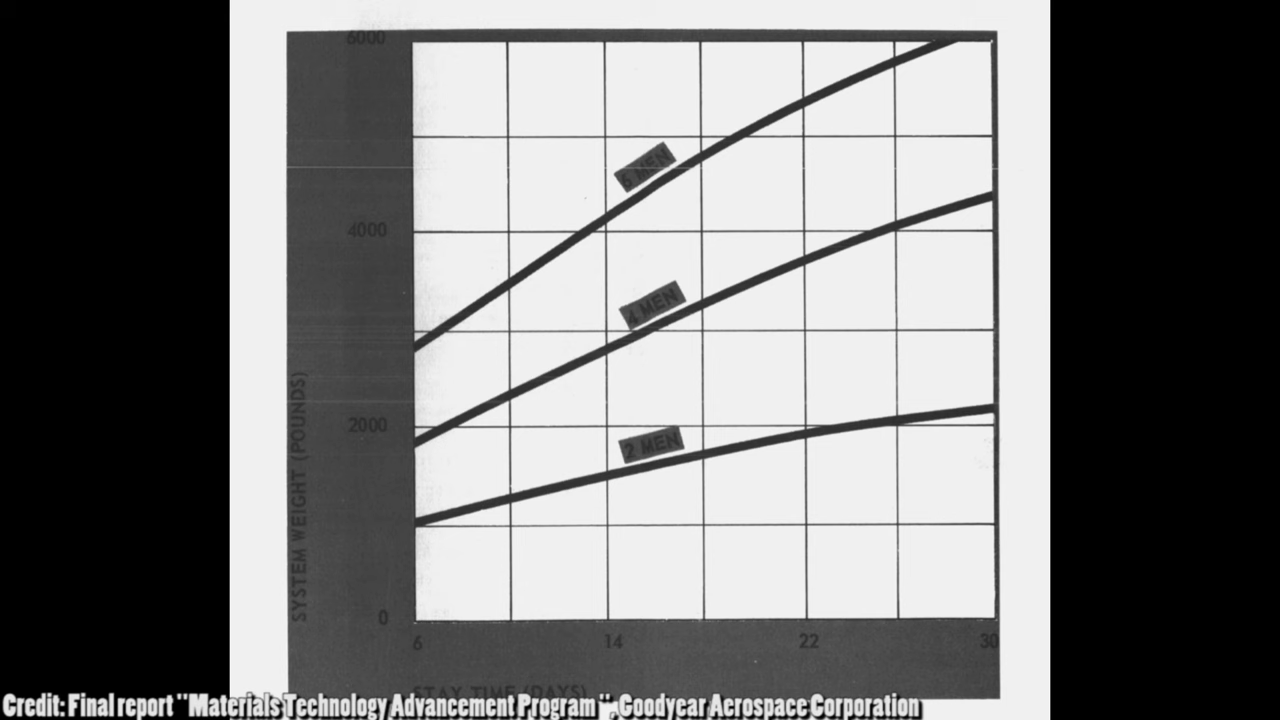 6000
6 MEN
4000
4 MEN
SYSTEM WEIGHT (POUNDS)
2000
2 MEN
0
6 14 22 30
STAY TIME (DAYS)
Credit: Final report "Materials Technology Advancement Program ", Goodyear Aerospace Corporation